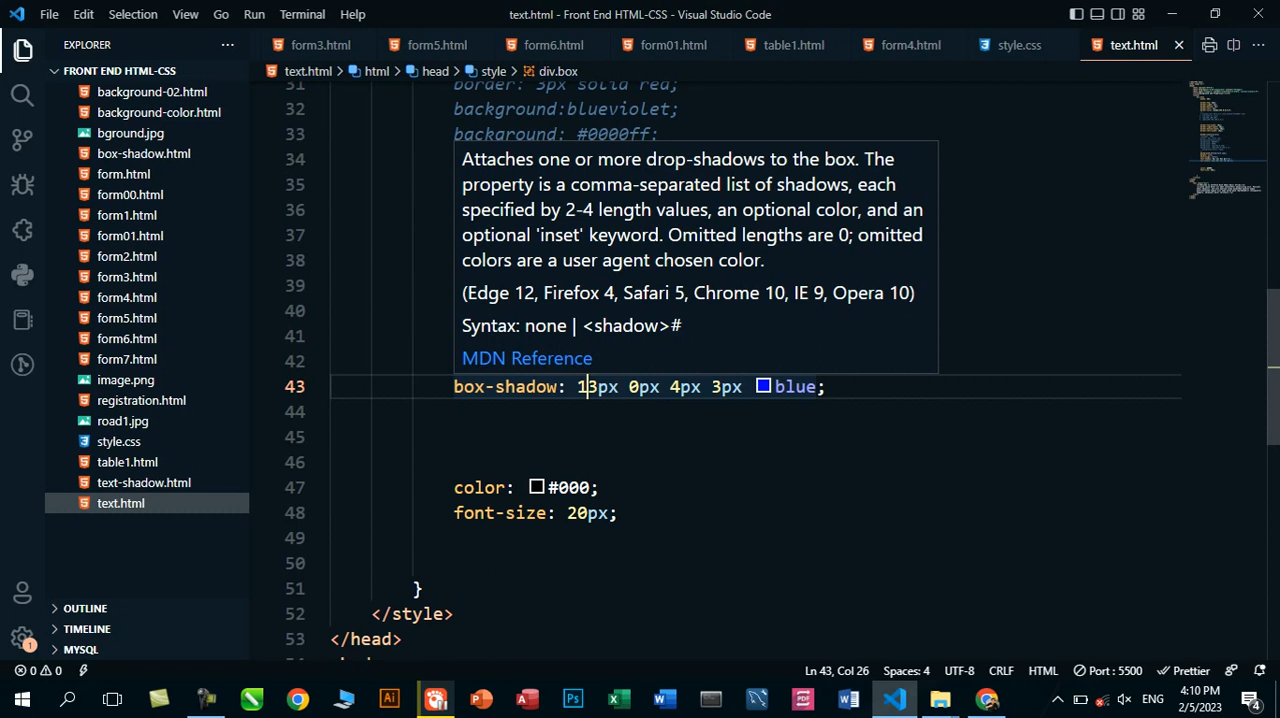 File Edit Selection View Go Run Terminal Help
text.html - Front End HTML-CSS - Visual Studio Code
EXPLORER
form3.html form5.html form6.html form01.html table1.html form4.html style.css text.html
FRONT END HTML-CSS
text.html > html > head > style > div.box
background-02.html
background-color.html
bground.jpg
box-shadow.html
form.html
form00.html
form1.html
form01.html
form2.html
form3.html
form4.html
form5.html
form6.html
form7.html
image.png
registration.html
road1.jpg
style.css
table1.html
text-shadow.html
text.html
OUTLINE
TIMELINE
MYSQL
31 border: 3px solid red;
32 background:blueviolet;
33 background: #0000ff;
34
35
36
37
38
39
40
41
42
Attaches one or more drop-shadows to the box. The
property is a comma-separated list of shadows, each
specified by 2-4 length values, an optional color, and an
optional 'inset' keyword. Omitted lengths are 0; omitted
colors are a user agent chosen color.
(Edge 12, Firefox 4, Safari 5, Chrome 10, IE 9, Opera 10)
Syntax: none | <shadow>#
MDN Reference
43 box-shadow: 13px 0px 4px 3px blue;
44
45
46
47 color: #000;
48 font-size: 20px;
49
50
51 }
52 </style>
53 </head>
1
0 0 Ln 43, Col 26 Spaces: 4 UTF-8 CRLF HTML Port : 5500 Prettier
ENG
4:10 PM
2/5/2023
4